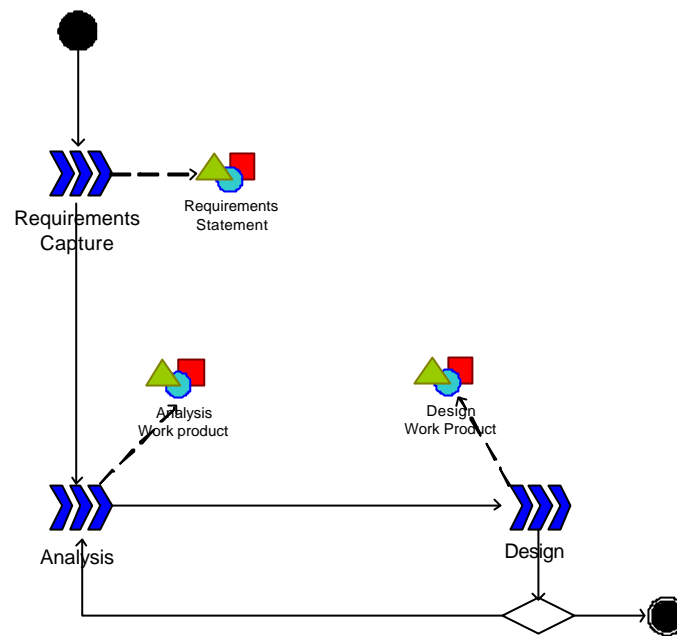 Requirements
Statement
Requirements
Capture
Analysis
Work product
Design
Work Product
Analysis
Design